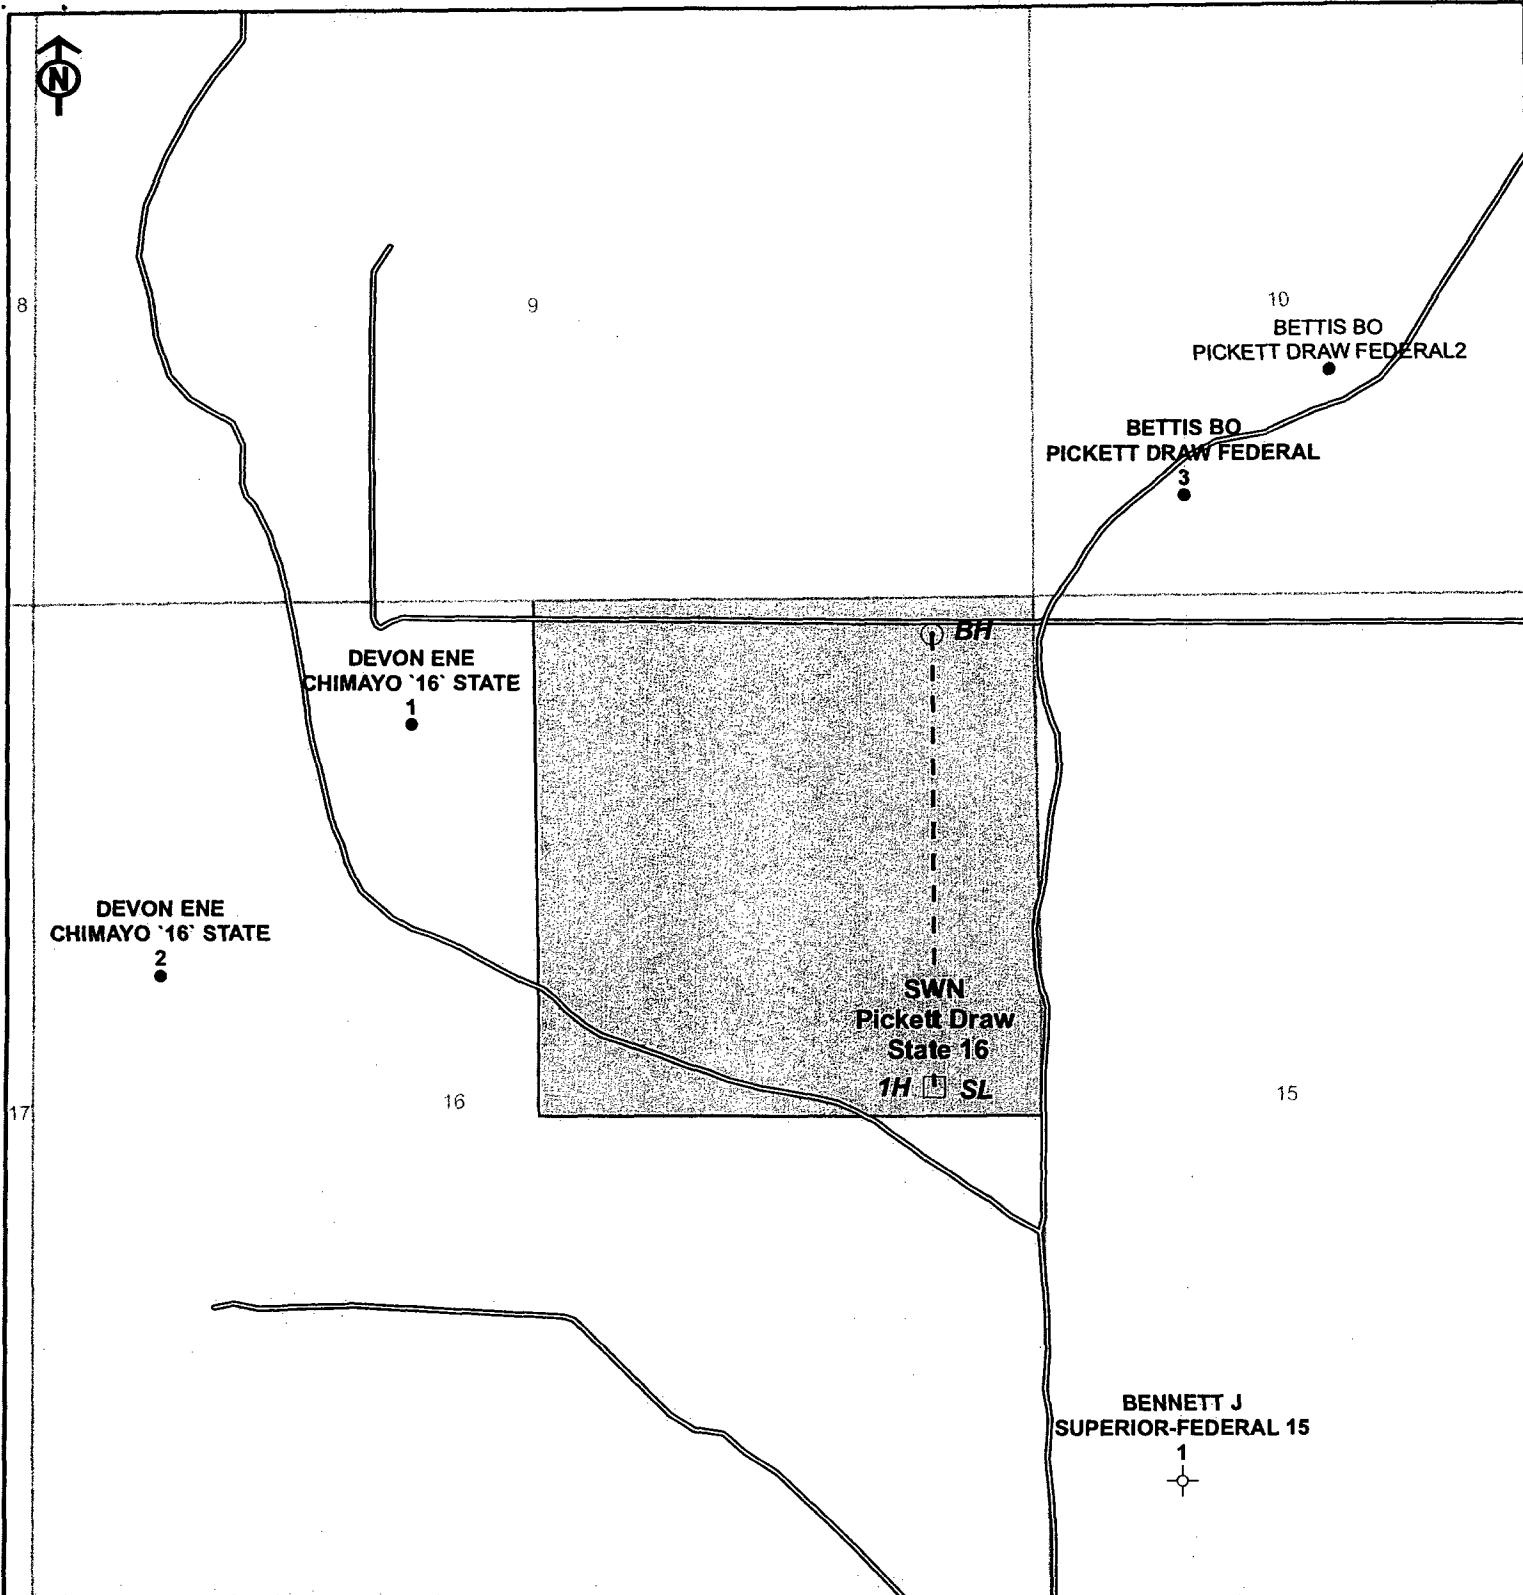 N
8
9
10
BETTIS BO
PICKETT DRAW FEDERAL2
BETTIS BO
PICKETT DRAW FEDERAL
3
BH
DEVON ENE
CHIMAYO `16` STATE
1
DEVON ENE
CHIMAYO `16` STATE
2
SWN
Pickett Draw
State 16
1H SL
17
16
15
BENNETT J
SUPERIOR-FEDERAL 15
1